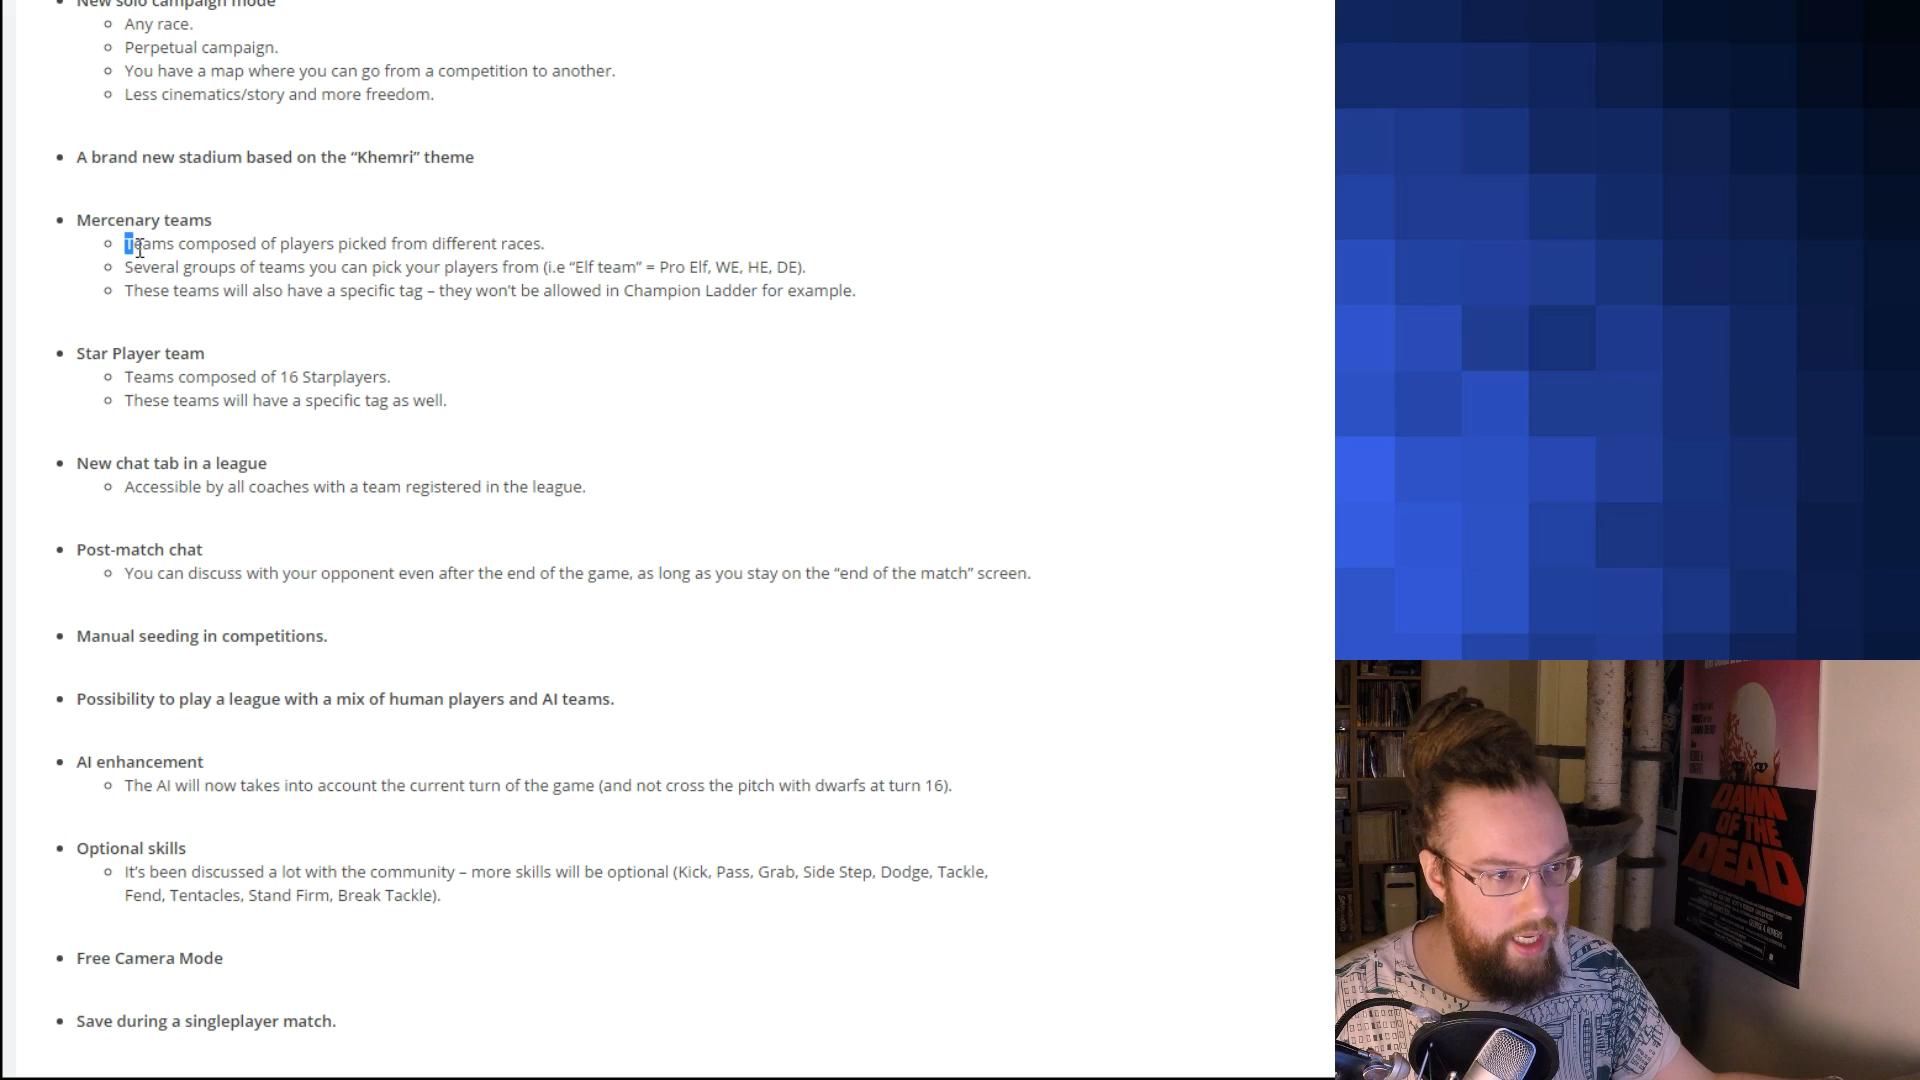 New solo campaign mode
Any race.
Perpetual campaign.
You have a map where you can go from a competition to another.
Less cinematics/story and more freedom.
A brand new stadium based on the “Khemri” theme
Mercenary teams
Teams composed of players picked from different races.
Several groups of teams you can pick your players from (i.e “Elf team” = Pro Elf, WE, HE, DE).
These teams will also have a specific tag – they won’t be allowed in Champion Ladder for example.
Star Player team
Teams composed of 16 Starplayers.
These teams will have a specific tag as well.
New chat tab in a league
Accessible by all coaches with a team registered in the league.
Post-match chat
You can discuss with your opponent even after the end of the game, as long as you stay on the “end of the match” screen.
Manual seeding in competitions.
Possibility to play a league with a mix of human players and AI teams.
AI enhancement
The AI will now takes into account the current turn of the game (and not cross the pitch with dwarfs at turn 16).
Optional skills
It’s been discussed a lot with the community – more skills will be optional (Kick, Pass, Grab, Side Step, Dodge, Tackle,
Fend, Tentacles, Stand Firm, Break Tackle).
Free Camera Mode
Save during a singleplayer match.
DAWN
OF THE
DEAD